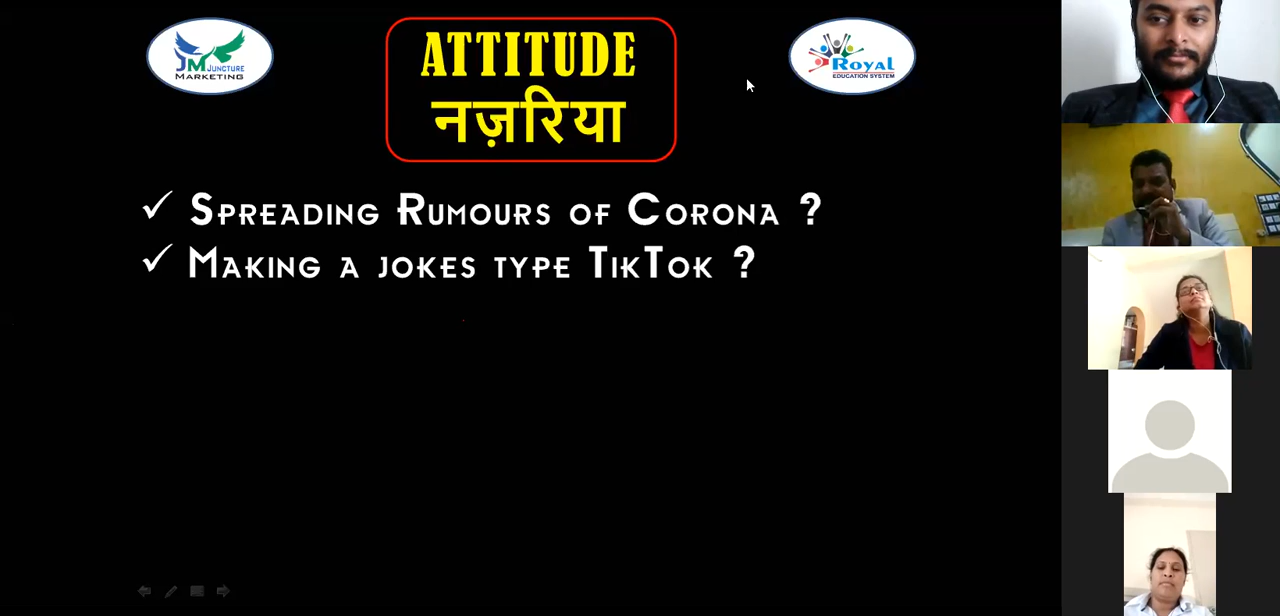 JM JUNCTURE
MARKETING
ATTITUDE
नज़रिया
Royal
EDUCATION SYSTEM
✓ SPREADING RUMOURS OF CORONA ?
✓ MAKING A JOKES TYPE TIKTOK ?